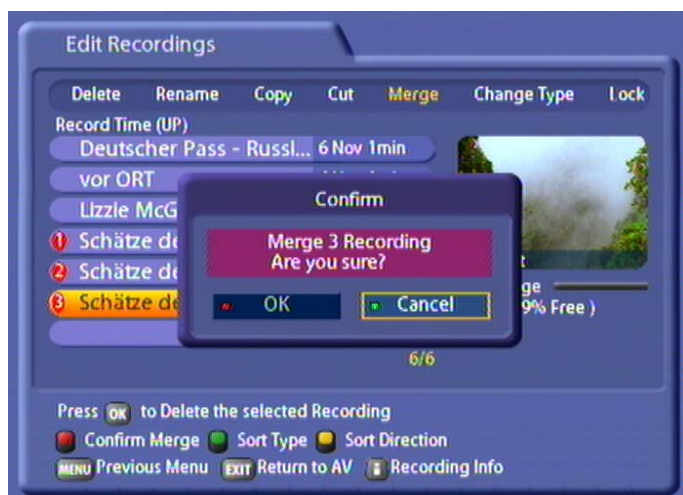 Edit Recordings
Delete Rename Copy Cut Merge Change Type Lock
Record Time (UP)
Deutscher Pass - Russl... 6 Nov 1min
vor ORT
Lizzie McG
1 Schätze de
2 Schätze de
3 Schätze de
Confirm
Merge 3 Recording
Are you sure?
OK Cancel
9% Free )
6/6
Press OK to Delete the selected Recording
Confirm Merge Sort Type Sort Direction
MENU Previous Menu EXIT Return to AV i Recording Info